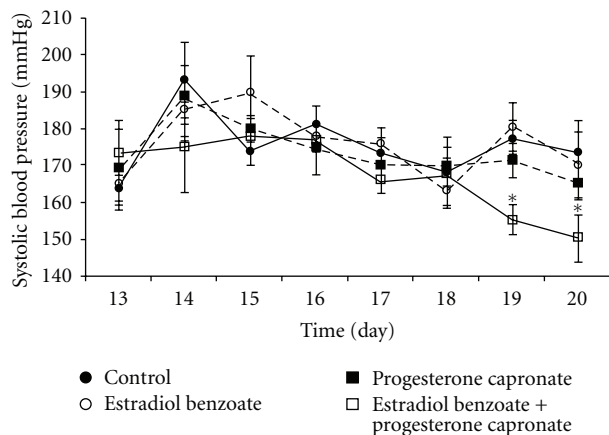 210
200
190
180
170
160
150
140
Systolic blood pressure (mmHg)
*
*
13 14 15 16 17 18 19 20
Time (day)
Control
Estradiol benzoate
Progesterone capronate
Estradiol benzoate +
progesterone capronate